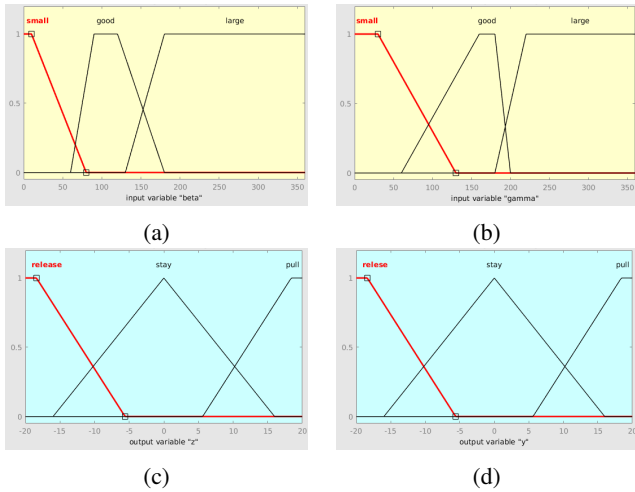 small good large
1
0.5
0
0 50 100 150 200 250 300 350
input variable "beta"
(a)
small good large
1
0.5
0
0 50 100 150 200 250 300 350
input variable "gamma"
(b)
release stay pull
1
0.5
0
-20 -15 -10 -5 0 5 10 15 20
output variable "z"
(c)
relese stay pull
1
0.5
0
-20 -15 -10 -5 0 5 10 15 20
output variable "y"
(d)